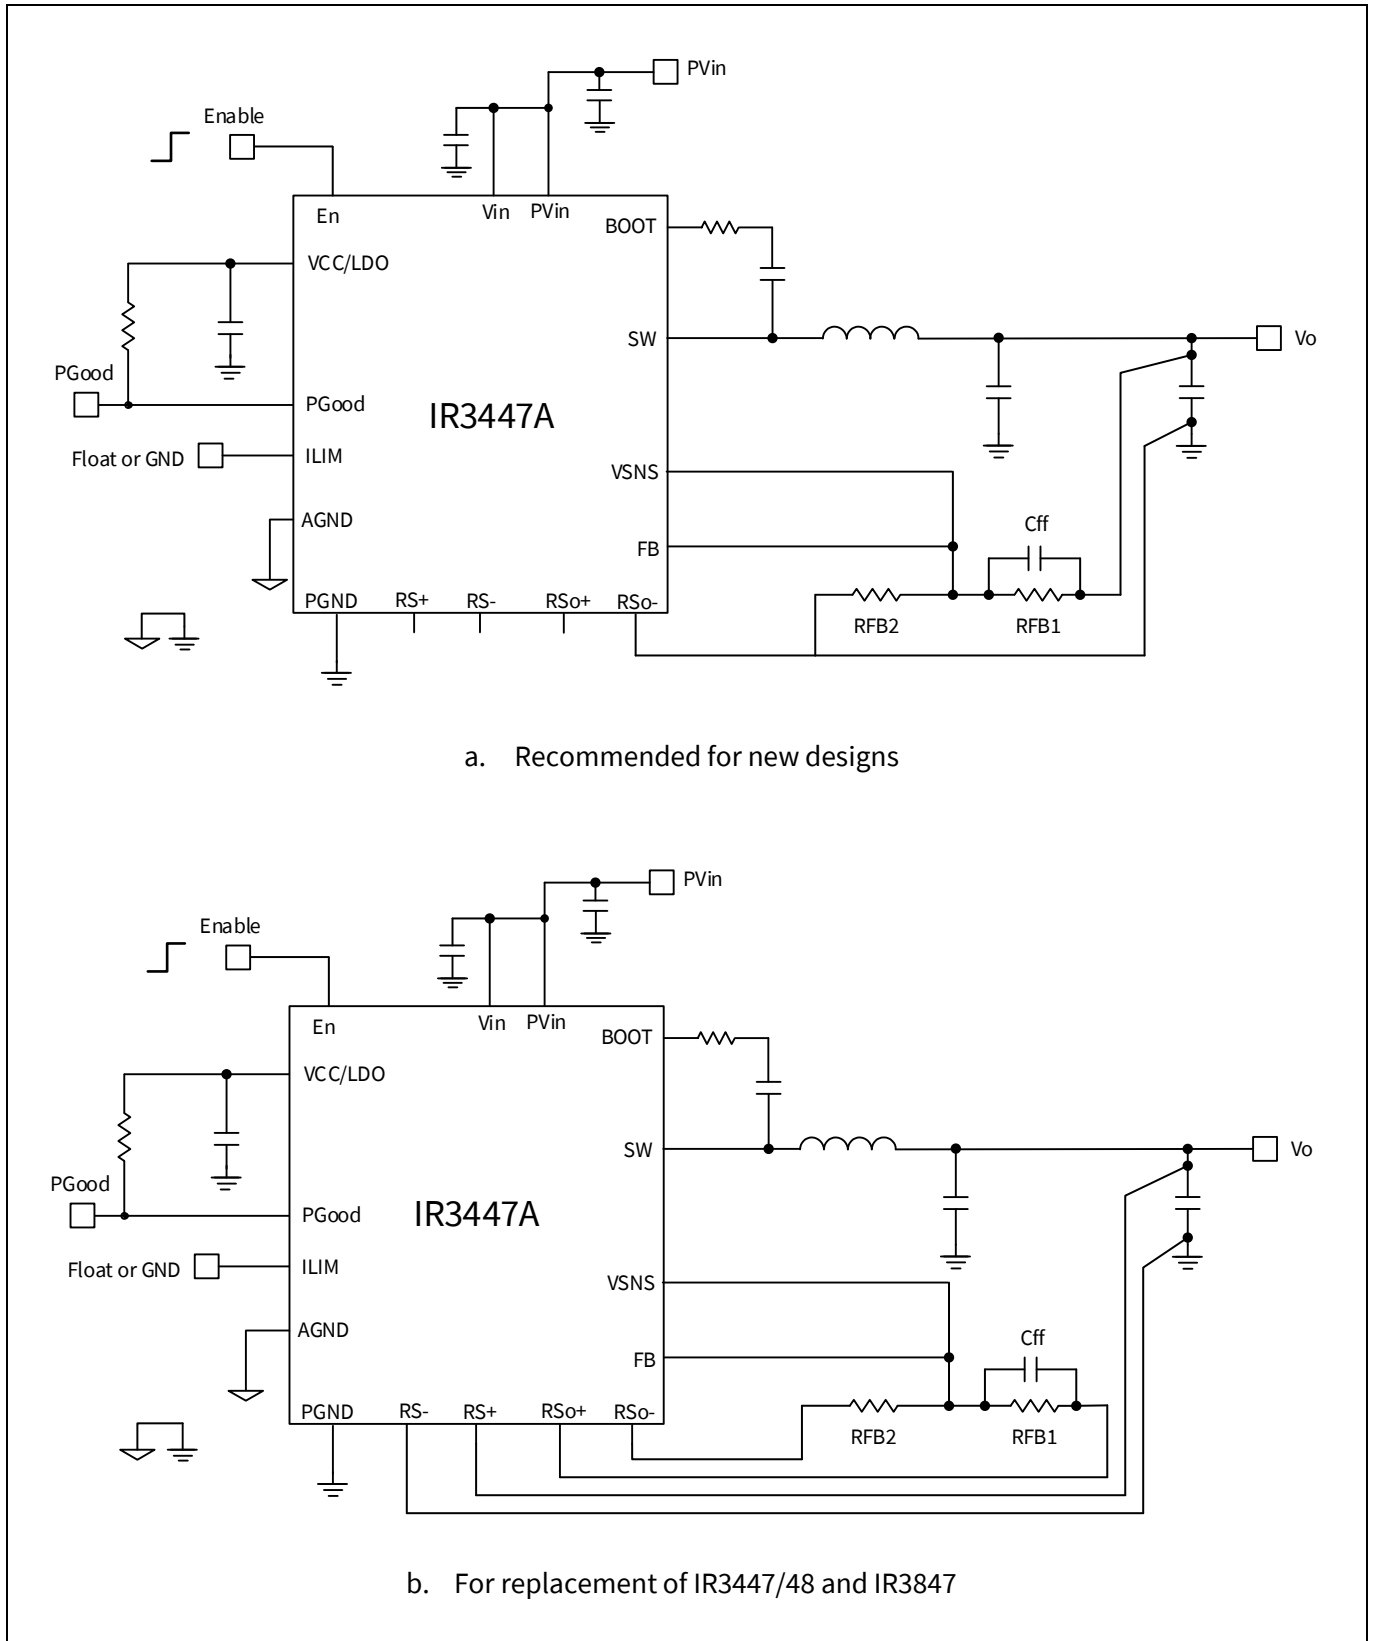 PVin
Enable
En
Vin
PVin
BOOT
VCC/LDO
SW
Vo
PGood
PGood
IR3447A
Float or GND
ILIM
VSNS
AGND
FB
Cff
PGND
RS+
RS-
RSo+
RSo-
RFB2
RFB1
a. Recommended for new designs
PVin
Enable
En
Vin
PVin
BOOT
VCC/LDO
SW
Vo
PGood
PGood
IR3447A
Float or GND
ILIM
VSNS
AGND
FB
Cff
PGND
RS-
RS+
RSo+
RSo-
RFB2
RFB1
b. For replacement of IR3447/48 and IR3847